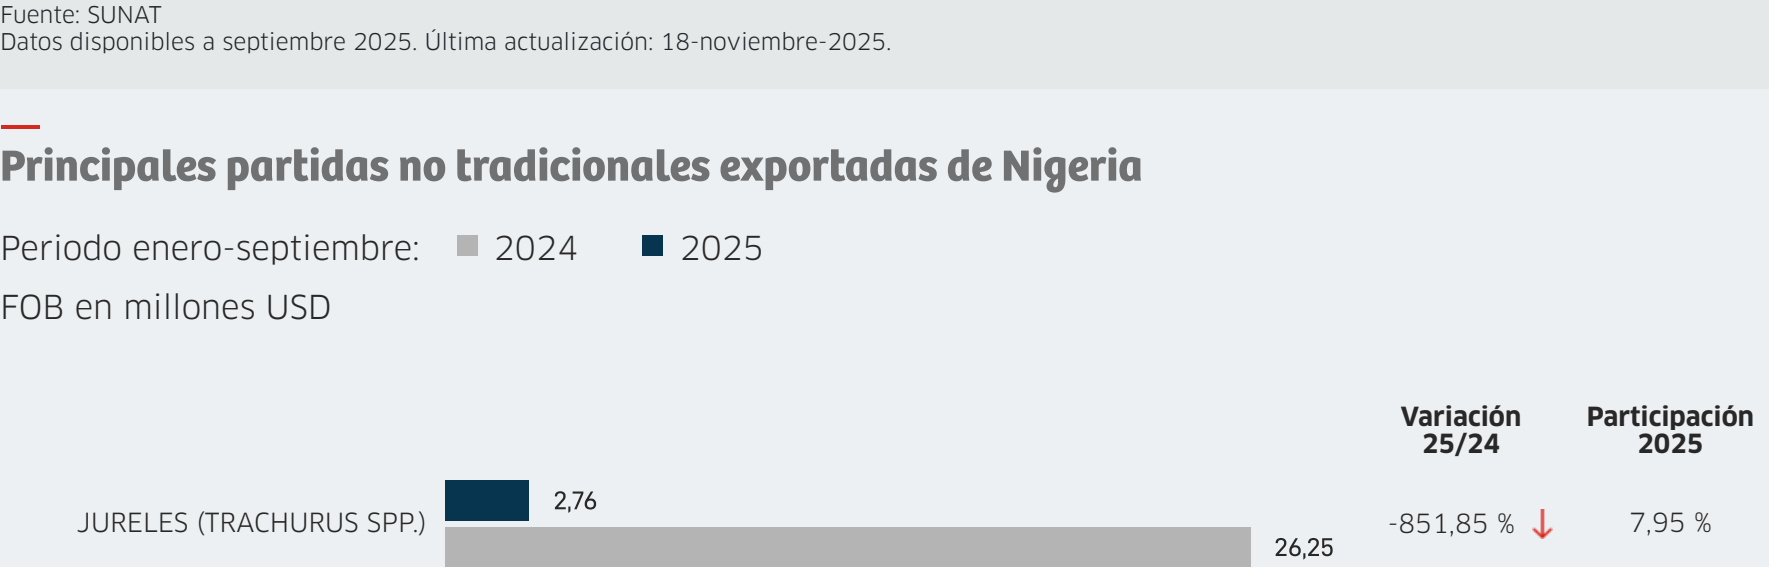 Fuente: SUNAT
Datos disponibles a septiembre 2025. Última actualización: 18-noviembre-2025.
Principales partidas no tradicionales exportadas de Nigeria
Periodo enero-septiembre: 2024 2025
FOB en millones USD
Variación 25/24
Participación 2025
JURELES (TRACHURUS SPP.)
2,76
26,25
-851,85 %
7,95 %